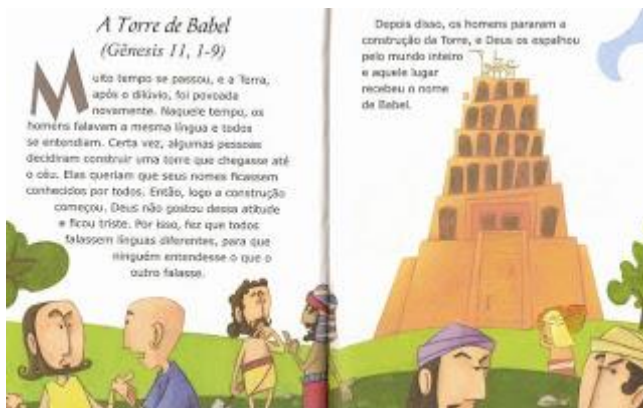 A Torre de Babel
(Gênesis 11, 1-9)
Muito tempo se passou, e a Terra,
após o dilúvio, foi povoada
novamente. Naquele tempo, os
homens falavam a mesma língua e todos
se entendiam. Certa vez, algumas pessoas
decidiram construir uma torre que chegasse até
o céu. Elas queriam que seus nomes ficassem
conhecidos por todos. Então, logo a construção
começou. Deus não gostou dessa atitude
e ficou triste. Por isso, fez que todos
falassem línguas diferentes, para que
ninguém entendesse o que o
outro falasse.
Depois disso, os homens pararam a
construção da Torre, e Deus os espalhou
pelo mundo inteiro
e aquele lugar
recebeu o nome
de Babel.